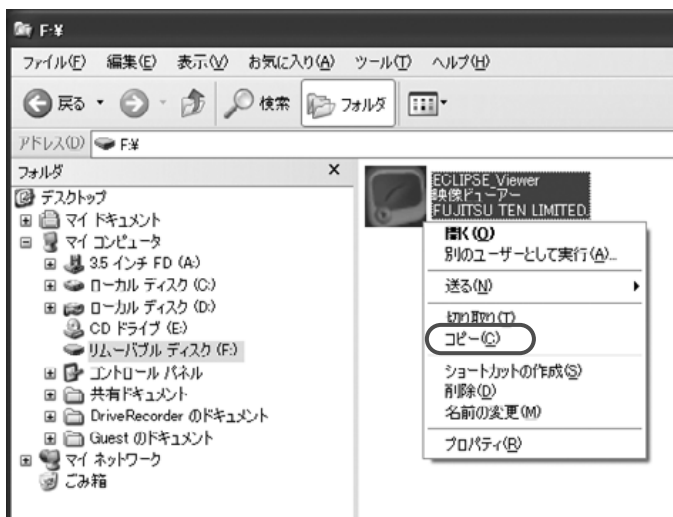 F:¥
ファイル(F) 編集(E) 表示(V) お気に入り(A) ツール(T) ヘルプ(H)
戻る 検索 フォルダ
アドレス(D) F:¥
フォルダ X
デスクトップ
マイ ドキュメント
マイ コンピュータ
3.5 インチ FD (A:)
ローカル ディスク (C:)
ローカル ディスク (D:)
CD ドライブ (E:)
リムーバブル ディスク (F:)
コントロール パネル
共有ドキュメント
DriveRecorder のドキュメント
Guest のドキュメント
マイ ネットワーク
ごみ箱
ECLIPSE_Viewer
映像ビューアー
FUJITSU TEN LIMITED
開く(O)
別のユーザーとして実行(A)...
送る(N)
切り取り(T)
コピー(C)
ショートカットの作成(S)
削除(D)
名前の変更(M)
プロパティ(R)